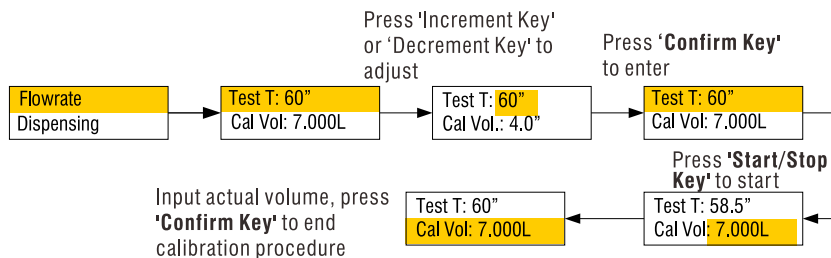 Press 'Increment Key'
or ‘Decrement Key' to
adjust
Press ‘Confirm Key'
to enter
Flowrate
Dispensing
Test T: 60”
Cal Vol: 7.000L
Test T: 60”
Cal Vol.: 4.0”
Test T: 60”
Cal Vol: 7.000L
Press 'Start/Stop
Key' to start
Test T: 58.5”
Cal Vol: 7.000L
Test T: 60”
Cal Vol: 7.000L
Input actual volume, press
'Confirm Key' to end
calibration procedure